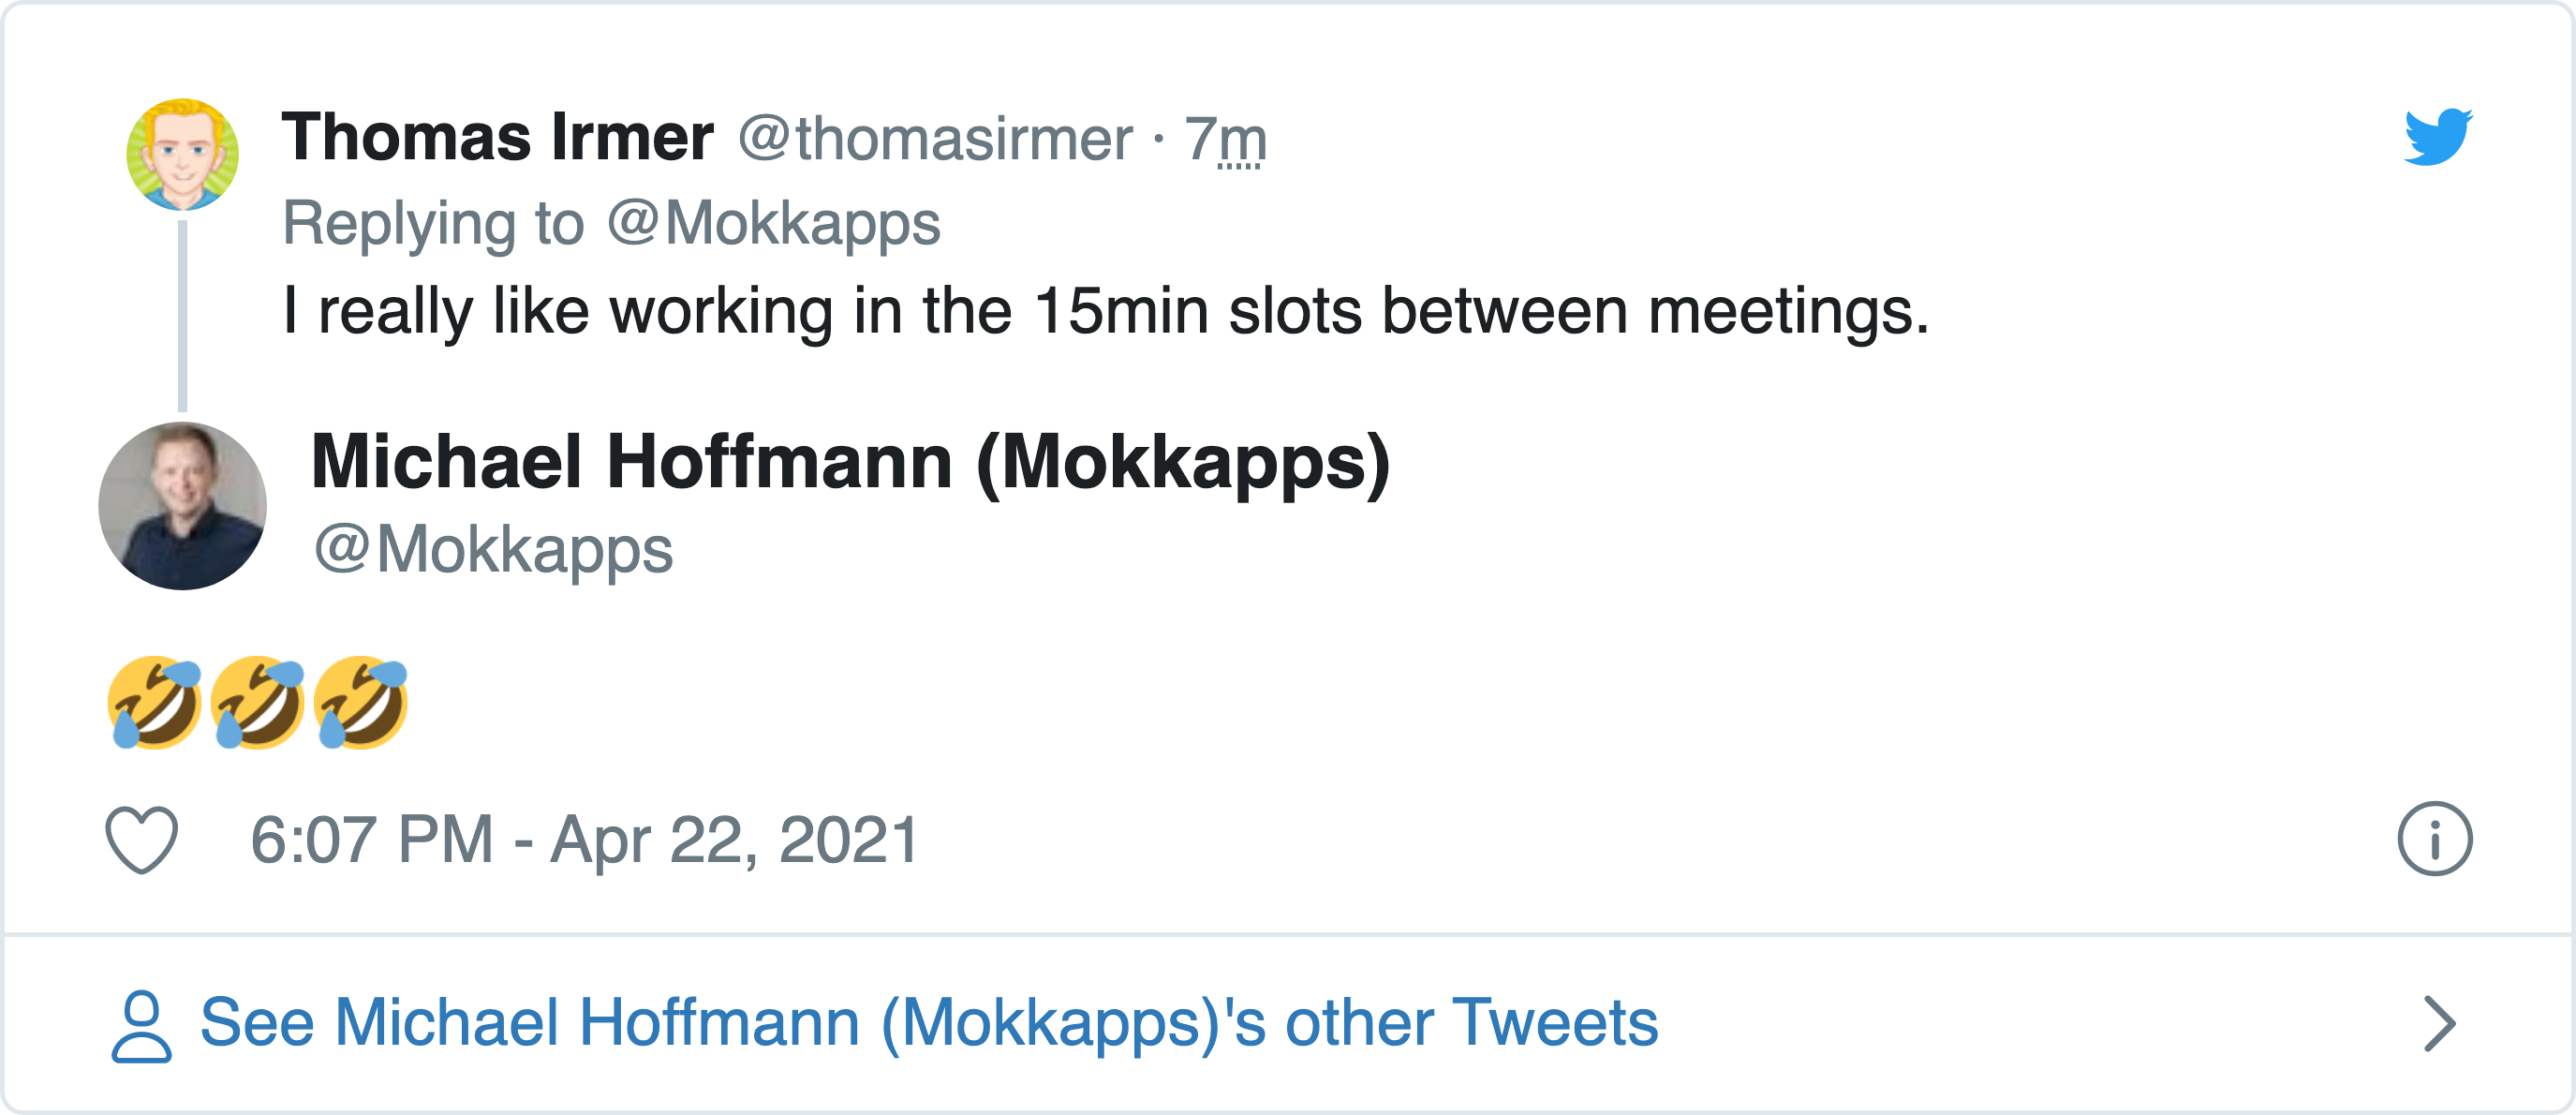 Thomas Irmer @thomasirmer · 7m
Replying to @Mokkapps
I really like working in the 15min slots between meetings.
Michael Hoffmann (Mokkapps)
@Mokkapps
🤣🤣🤣
6:07 PM - Apr 22, 2021
See Michael Hoffmann (Mokkapps)'s other Tweets